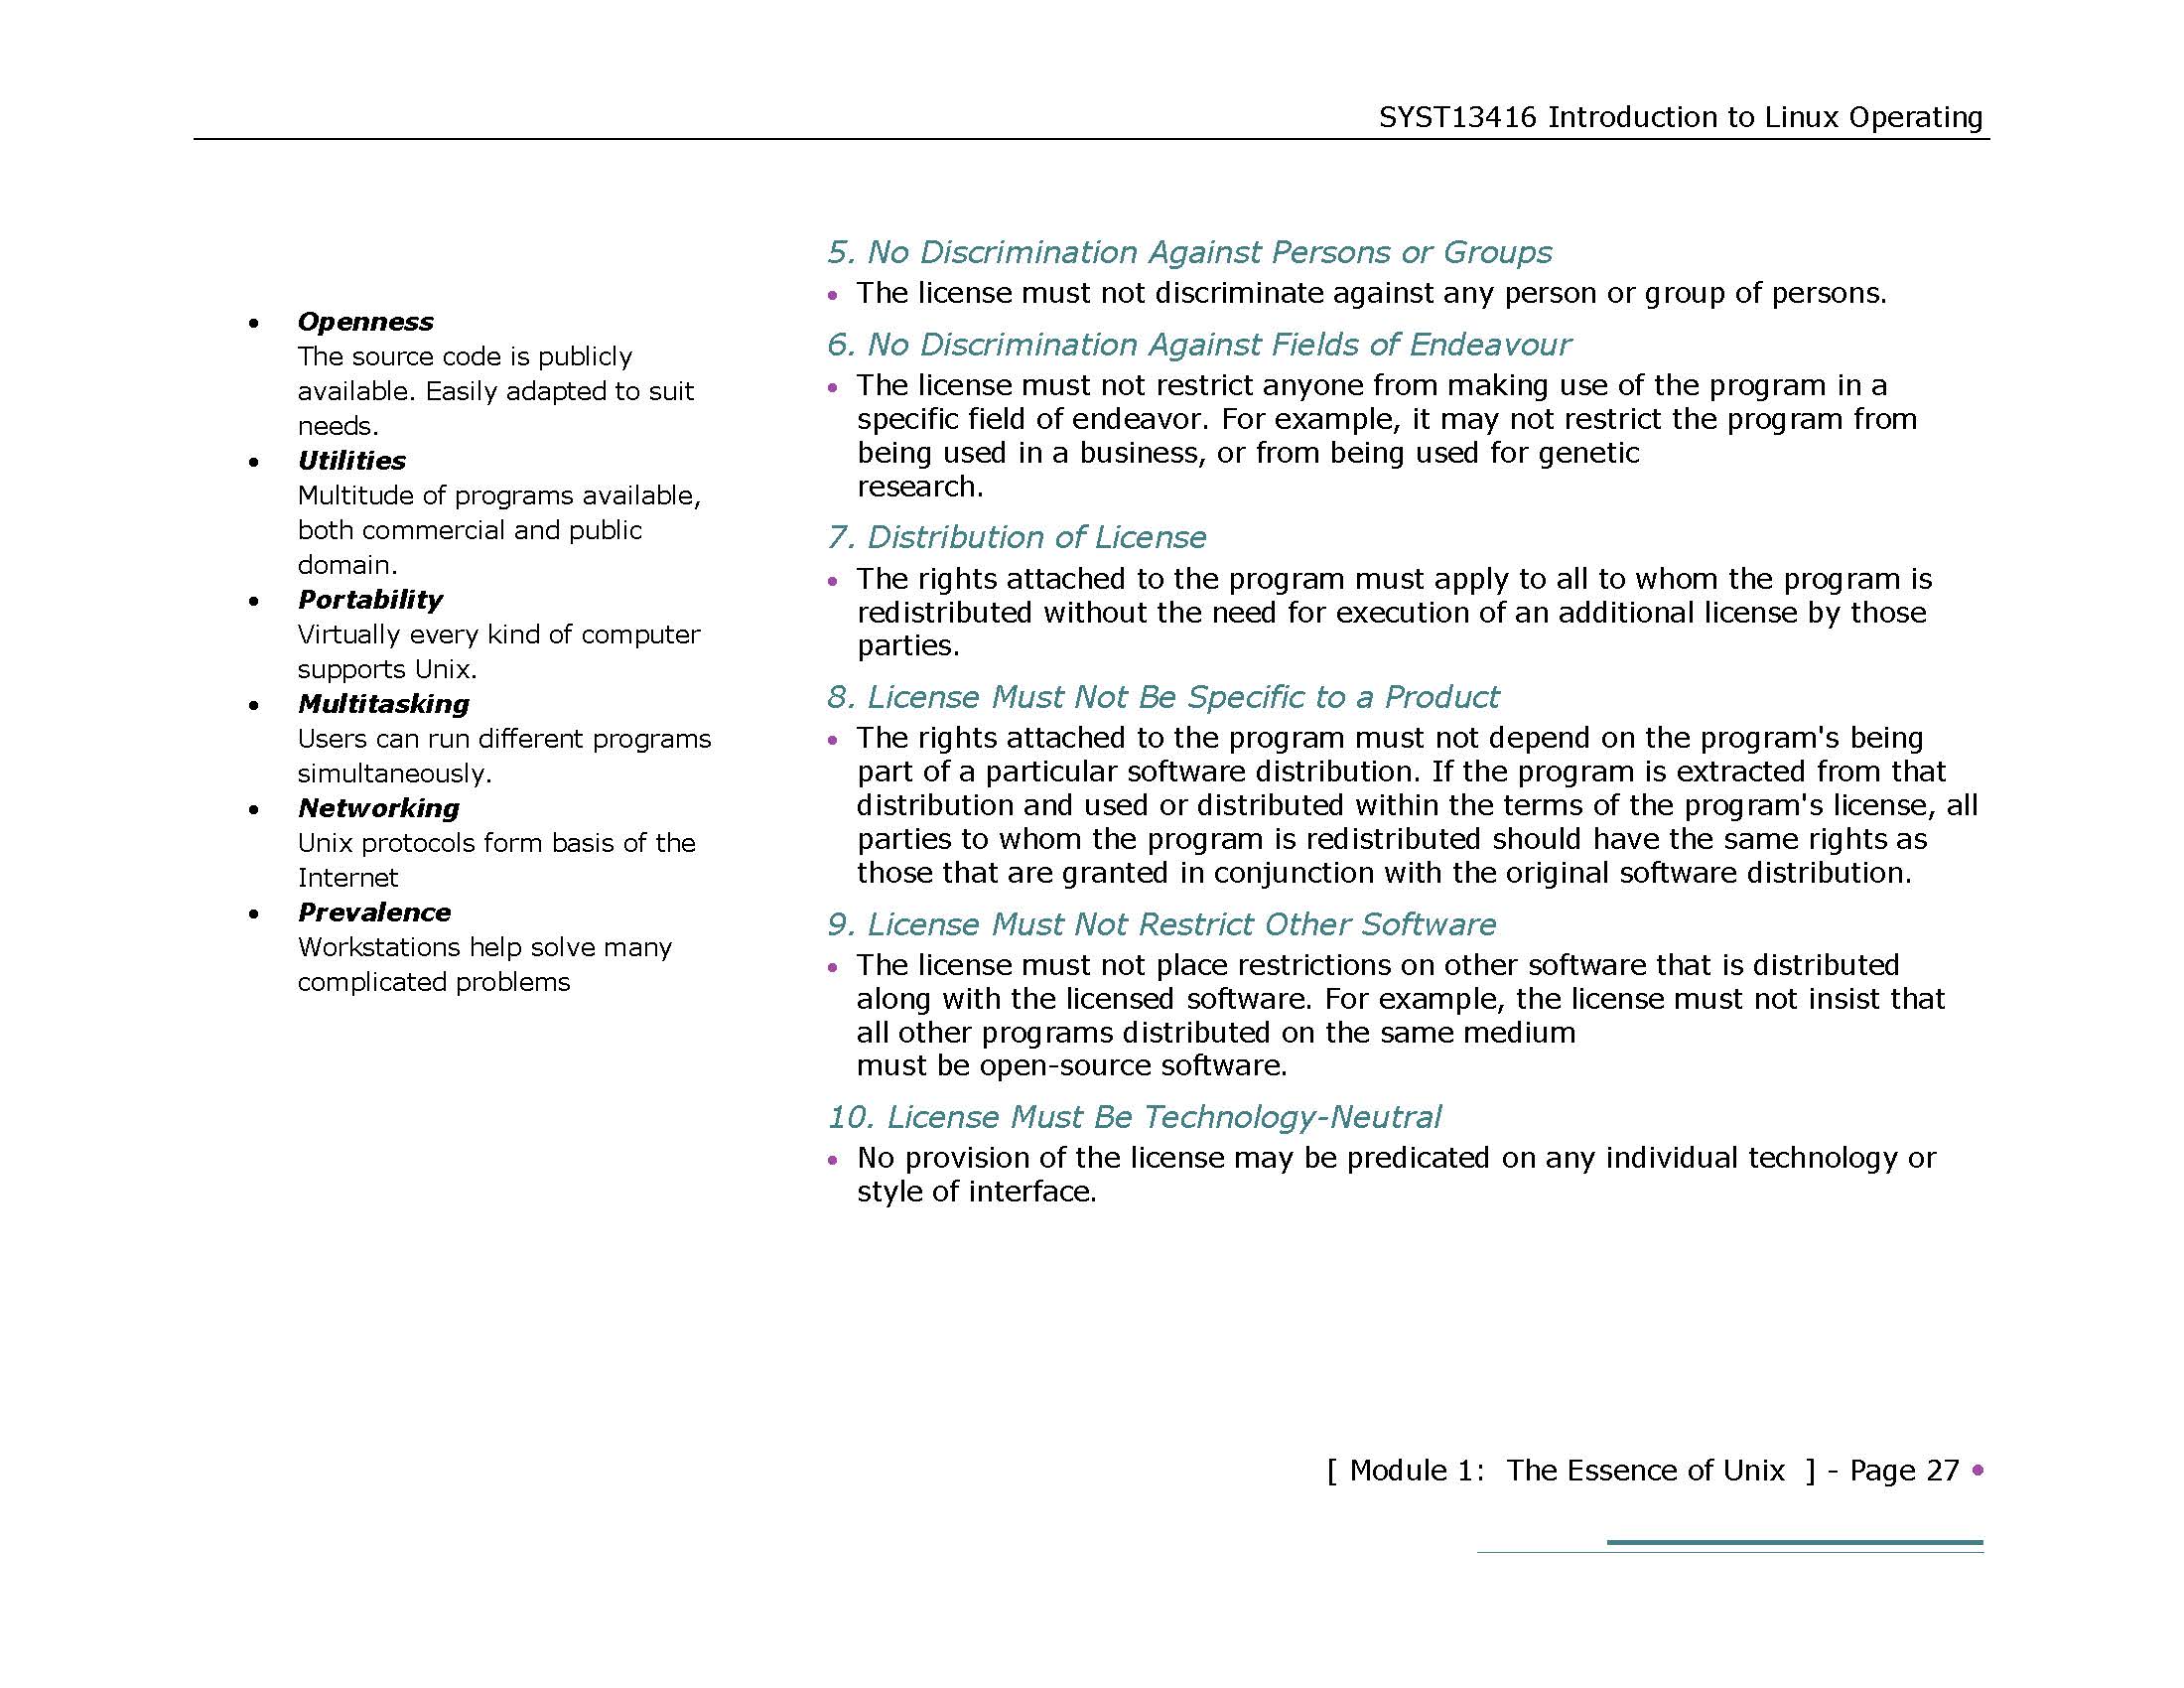 SYST13416 Introduction to Linux Operating
• Openness
The source code is publicly
available. Easily adapted to suit
needs.
• Utilities
Multitude of programs available,
both commercial and public
domain.
• Portability
Virtually every kind of computer
supports Unix.
• Multitasking
Users can run different programs
simultaneously.
• Networking
Unix protocols form basis of the
Internet
• Prevalence
Workstations help solve many
complicated problems
5. No Discrimination Against Persons or Groups
• The license must not discriminate against any person or group of persons.
6. No Discrimination Against Fields of Endeavour
• The license must not restrict anyone from making use of the program in a
specific field of endeavor. For example, it may not restrict the program from
being used in a business, or from being used for genetic
research.
7. Distribution of License
• The rights attached to the program must apply to all to whom the program is
redistributed without the need for execution of an additional license by those
parties.
8. License Must Not Be Specific to a Product
• The rights attached to the program must not depend on the program's being
part of a particular software distribution. If the program is extracted from that
distribution and used or distributed within the terms of the program's license, all
parties to whom the program is redistributed should have the same rights as
those that are granted in conjunction with the original software distribution.
9. License Must Not Restrict Other Software
• The license must not place restrictions on other software that is distributed
along with the licensed software. For example, the license must not insist that
all other programs distributed on the same medium
must be open-source software.
10. License Must Be Technology-Neutral
• No provision of the license may be predicated on any individual technology or
style of interface.
[ Module 1: The Essence of Unix ] - Page 27 •